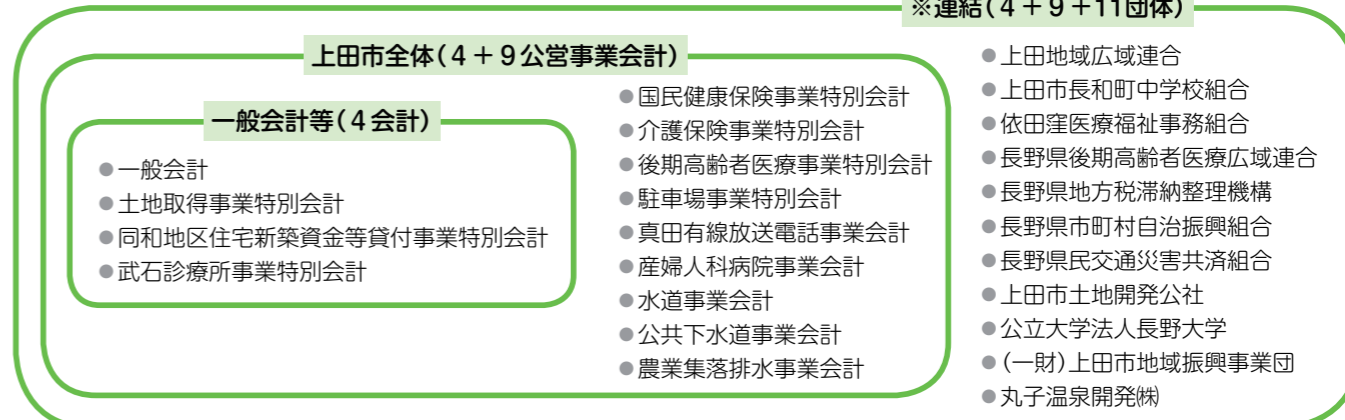 ※連結(4+9+11団体)
上田市全体(4+9公営事業会計)
一般会計等(4会計)
●一般会計
●土地取得事業特別会計
●同和地区住宅新築資金等貸付事業特別会計
●武石診療所事業特別会計
●国民健康保険事業特別会計
●介護保険事業特別会計
●後期高齢者医療事業特別会計
●駐車場事業特別会計
●真田有線放送電話事業会計
●産婦人科病院事業会計
●水道事業会計
●公共下水道事業会計
●農業集落排水事業会計
●上田地域広域連合
●上田市長和町中学校組合
●依田窪医療福祉事務組合
●長野県後期高齢者医療広域連合
●長野県地方税滞納整理機構
●長野県市町村自治振興組合
●長野県民交通災害共済組合
●上田市土地開発公社
●公立大学法人長野大学
●(一財)上田市地域振興事業団
●丸子温泉開発㈱